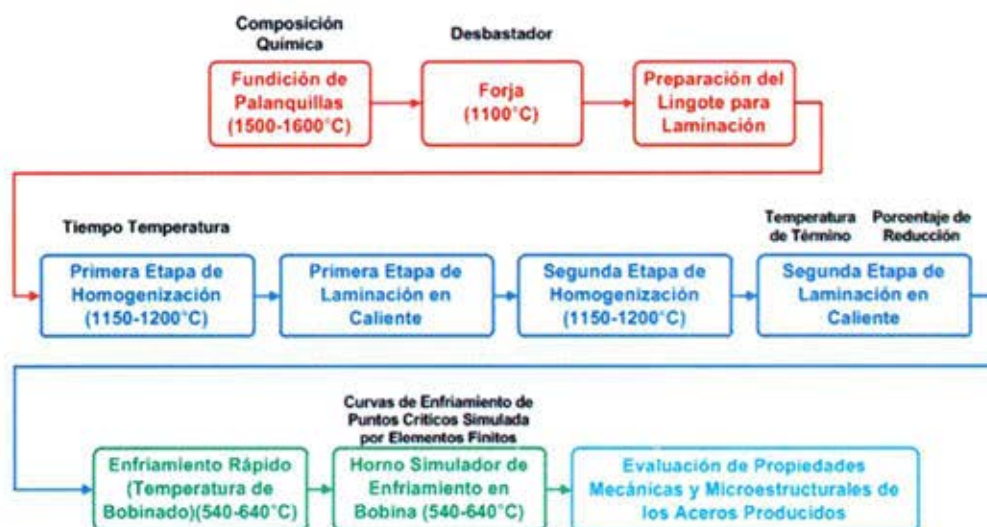 Composición
Química
Desbastador
Fundición de
Palanquillas
(1500-1600°C)
Forja
(1100°C)
Preparación del
Lingote para
Laminación
Tiempo Temperatura
Temperatura
de Término
Porcentaje de
Reducción
Primera Etapa de
Homogenización
(1150-1200°C)
Primera Etapa de
Laminación en
Caliente
Segunda Etapa de
Homogenización
(1150-1200°C)
Segunda Etapa de
Laminación en
Caliente
Curvas de Enfriamiento de
Puntos Criticos Simulada
por Elementos Finitos
Enfriamiento Rápido
(Temperatura de
Bobinado)(540-640°C)
Horno Simulador de
Enfriamiento en
Bobina (540-640°C)
Evaluación de Propiedades
Mecánicas y Microestructurales de
los Aceros Producidos